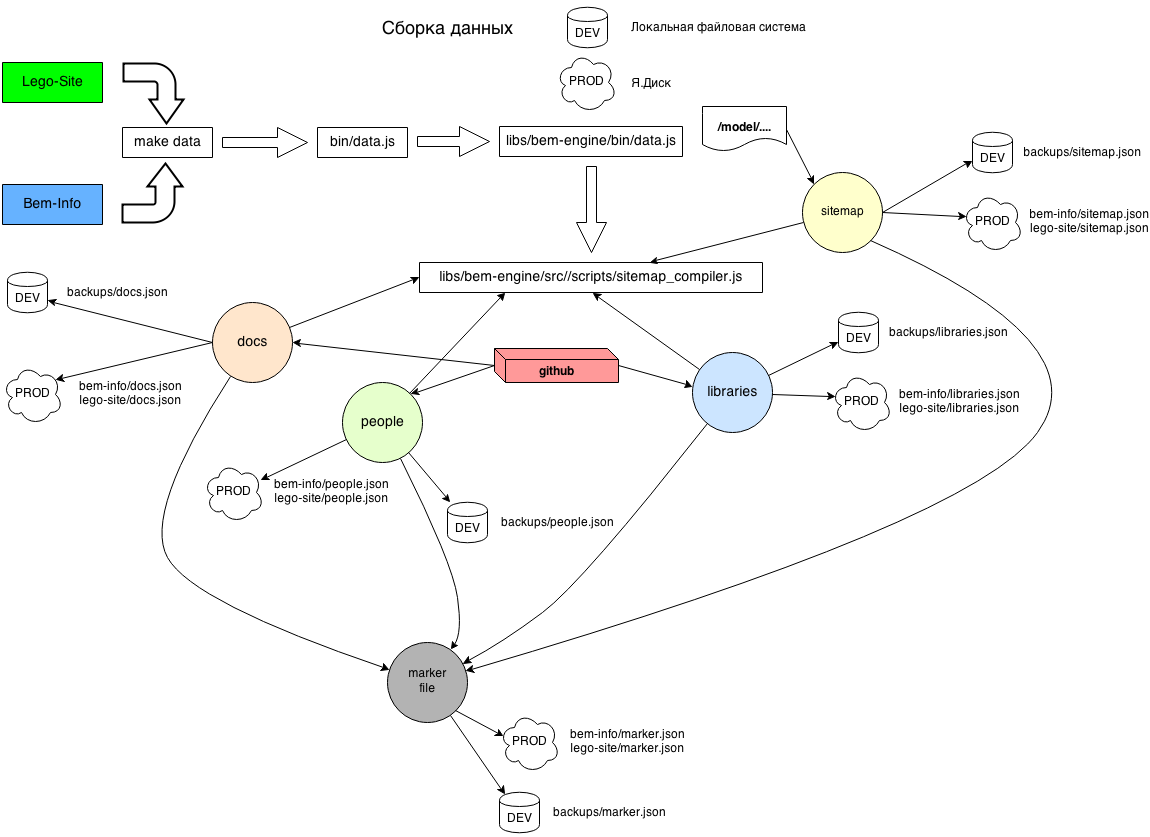 Сборка данных
DEV
Локальная файловая система
PROD
Я.Диск
Lego-Site
make data
bin/data.js
libs/bem-engine/bin/data.js
/model/....
Bem-Info
sitemap
DEV
backups/sitemap.json
PROD
bem-info/sitemap.json
lego-site/sitemap.json
libs/bem-engine/src//scripts/sitemap_compiler.js
DEV
backups/docs.json
docs
PROD
bem-info/docs.json
lego-site/docs.json
github
people
libraries
DEV
backups/libraries.json
PROD
bem-info/libraries.json
lego-site/libraries.json
PROD
bem-info/people.json
lego-site/people.json
DEV
backups/people.json
marker
file
PROD
bem-info/marker.json
lego-site/marker.json
DEV
backups/marker.json